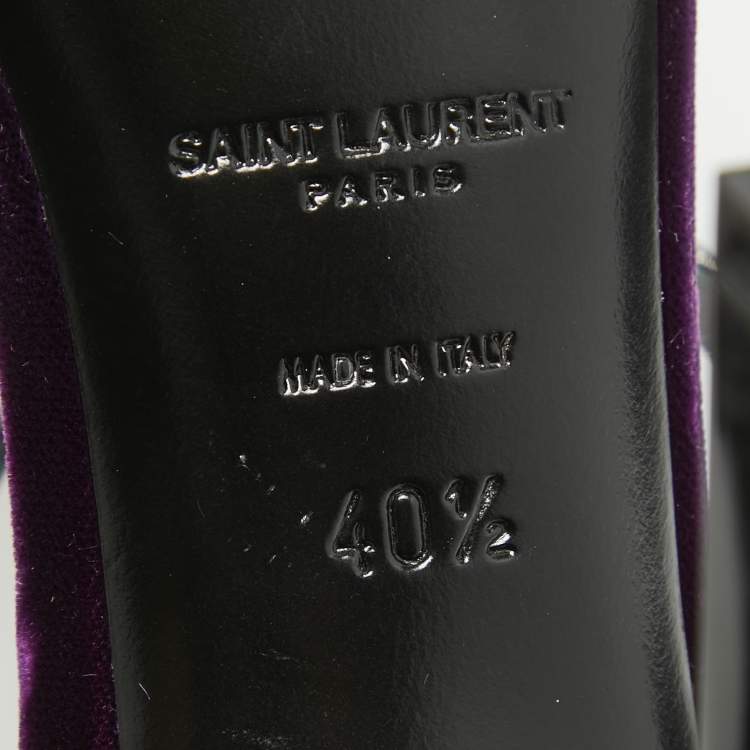 SAINT LAURENT
PARIS
MADE IN ITALY
40½